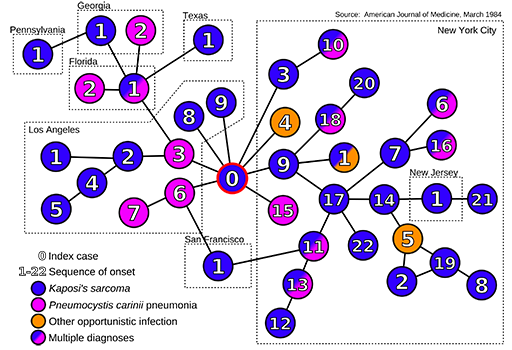 Source: American Journal of Medicine, March 1984
Georgia
Texas
New York City
Pennsylvania
1
2
1
1
10
3
Florida
2
1
20
9
8
4
18
6
Los Angeles
1
2
3
9
1
7
16
4
0
New Jersey
5
7
6
15
17
14
1
21
San Francisco
1
11
22
5
19
13
2
8
12
0 Index case
1-22 Sequence of onset
Kaposi's sarcoma
Pneumocystis carinii pneumonia
Other opportunistic infection
Multiple diagnoses